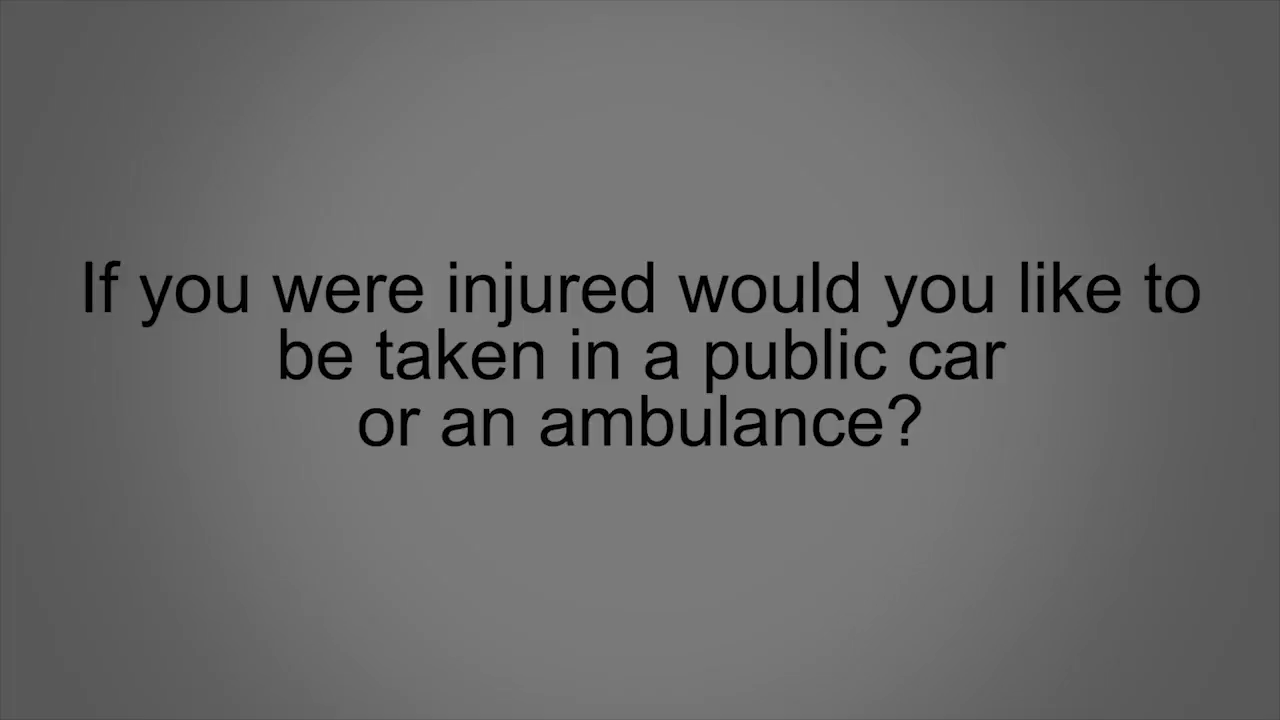 If you were injured would you like to
be taken in a public car
or an ambulance?